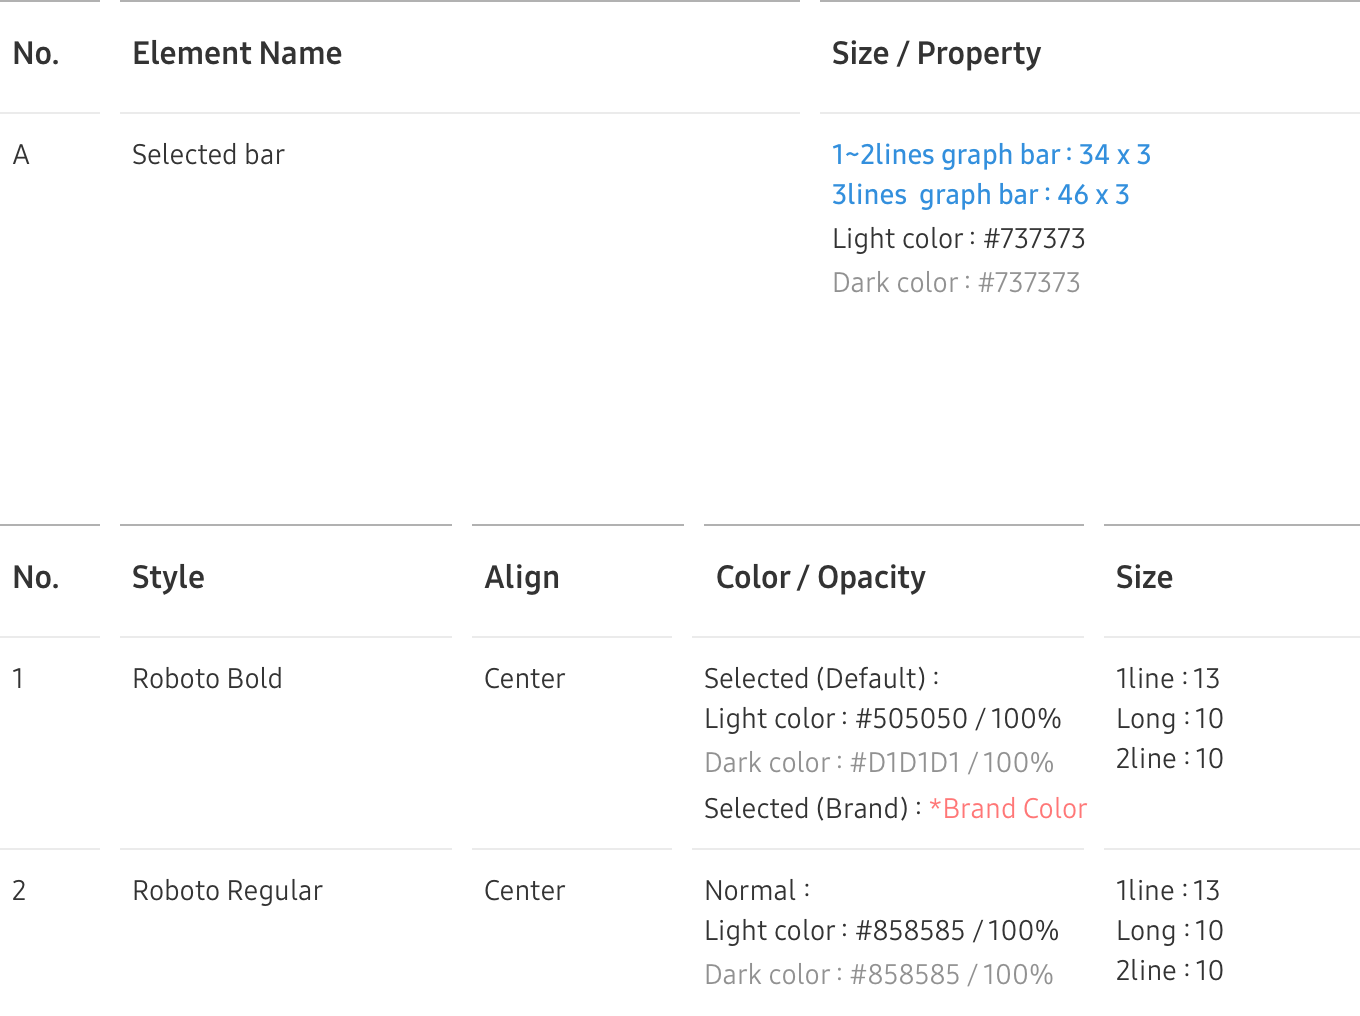 No. Element Name Size / Property
A Selected bar 1~2lines graph bar : 34 x 3
3lines graph bar : 46 x 3
Light color : #737373
Dark color : #737373
No. Style Align Color / Opacity Size
1 Roboto Bold Center Selected (Default) : 1line : 13
Light color : #505050 / 100% Long : 10
Dark color : #D1D1D1 / 100% 2line : 10
Selected (Brand) : *Brand Color
2 Roboto Regular Center Normal : 1line : 13
Light color : #858585 / 100% Long : 10
Dark color : #858585 / 100% 2line : 10